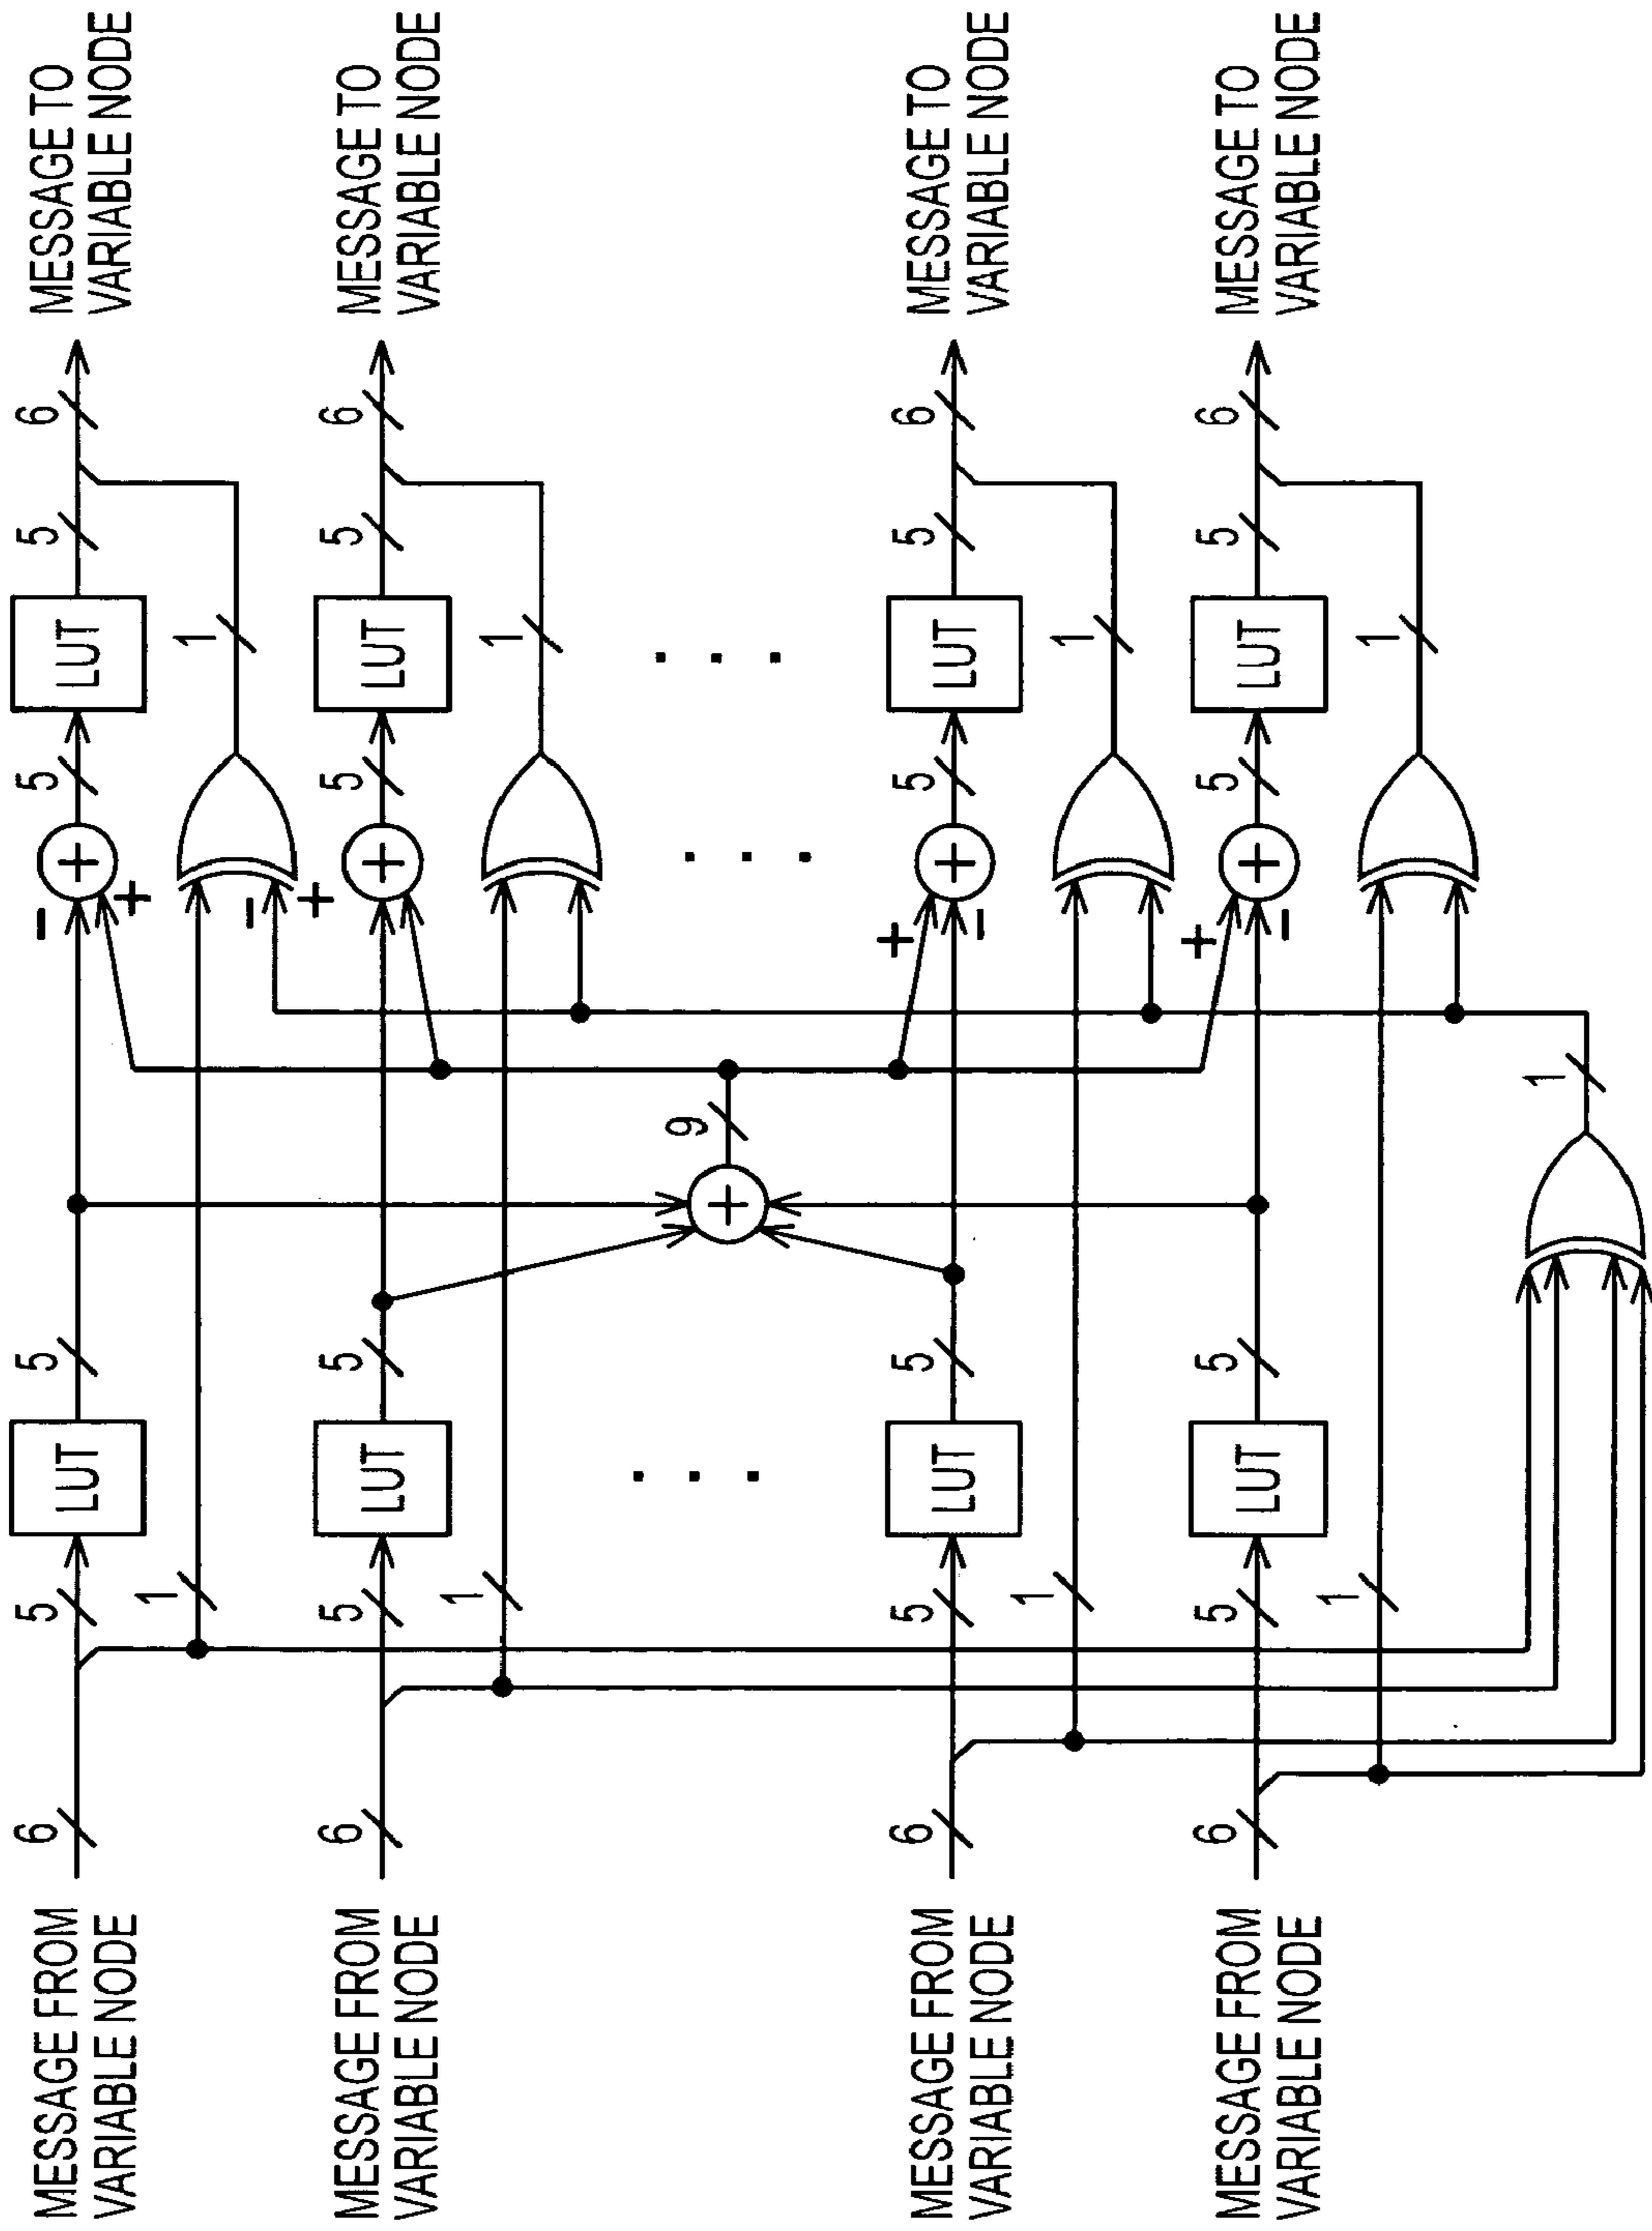 MESSAGE TO
VARIABLE NODE
MESSAGE TO
VARIABLE NODE
MESSAGE TO
VARIABLE NODE
MESSAGE TO
VARIABLE NODE
6
6
6
6
5
5
5
5
LUT
1
LUT
1
. . .
LUT
1
LUT
1
5
5
5
5
+
+
. . .
+
+
-
+
-
+
+
-
+
-
9
1
+
5
5
5
5
LUT
LUT
. . .
LUT
LUT
5
1
5
1
5
1
5
1
6
6
6
6
MESSAGE FROM
VARIABLE NODE
MESSAGE FROM
VARIABLE NODE
MESSAGE FROM
VARIABLE NODE
MESSAGE FROM
VARIABLE NODE